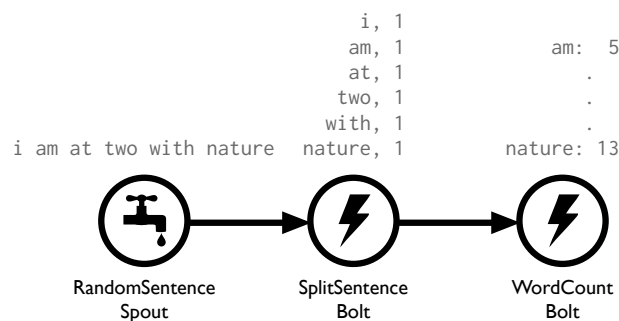 i, 1
am, 1
at, 1
two, 1
with, 1
nature, 1
am: 5
.
.
.
nature: 13
i am at two with nature
RandomSentence
Spout
SplitSentence
Bolt
WordCount
Bolt